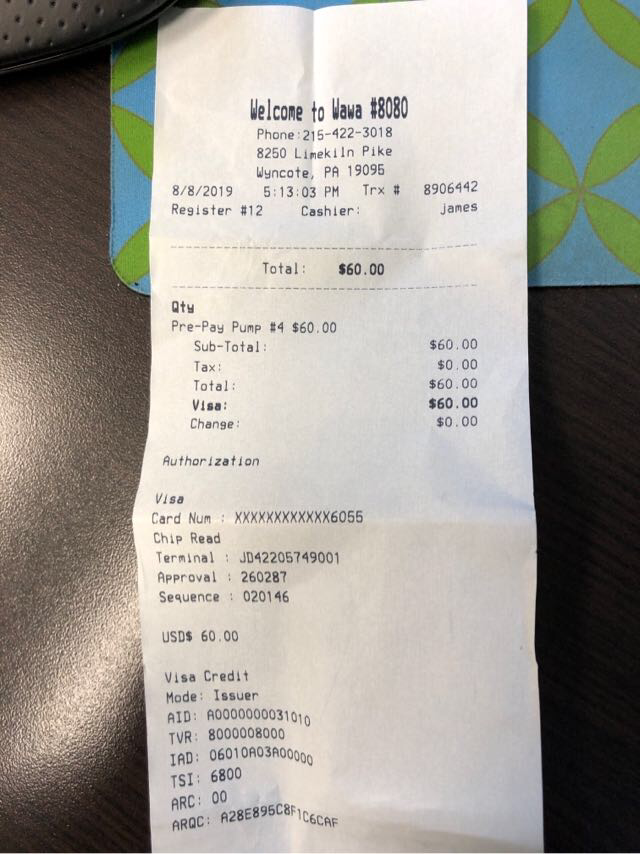 Welcome to Wawa #8080
Phone:215-422-3018
8250 Limekiln Pike
Wyncote, PA 19095
8/8/2019 5:13:03 PM Trx # 8906442
Register #12 Cashier: james
Total: $60.00
Qty
Pre-Pay Pump #4 $60.00
Sub-Total: $60.00
Tax: $0.00
Total: $60.00
Visa: $60.00
Change: $0.00
Authorization
Visa
Card Num : XXXXXXXXXXXX6055
Chip Read
Terminal : JD42205749001
Approval : 260287
Sequence : 020146
USD$ 60.00
Visa Credit
Mode: Issuer
AID: A0000000031010
TVR: 8000008000
IAD: 06010A03A00000
TSI: 6800
ARC: 00
ARQC: A28E895C8F1C6CAF